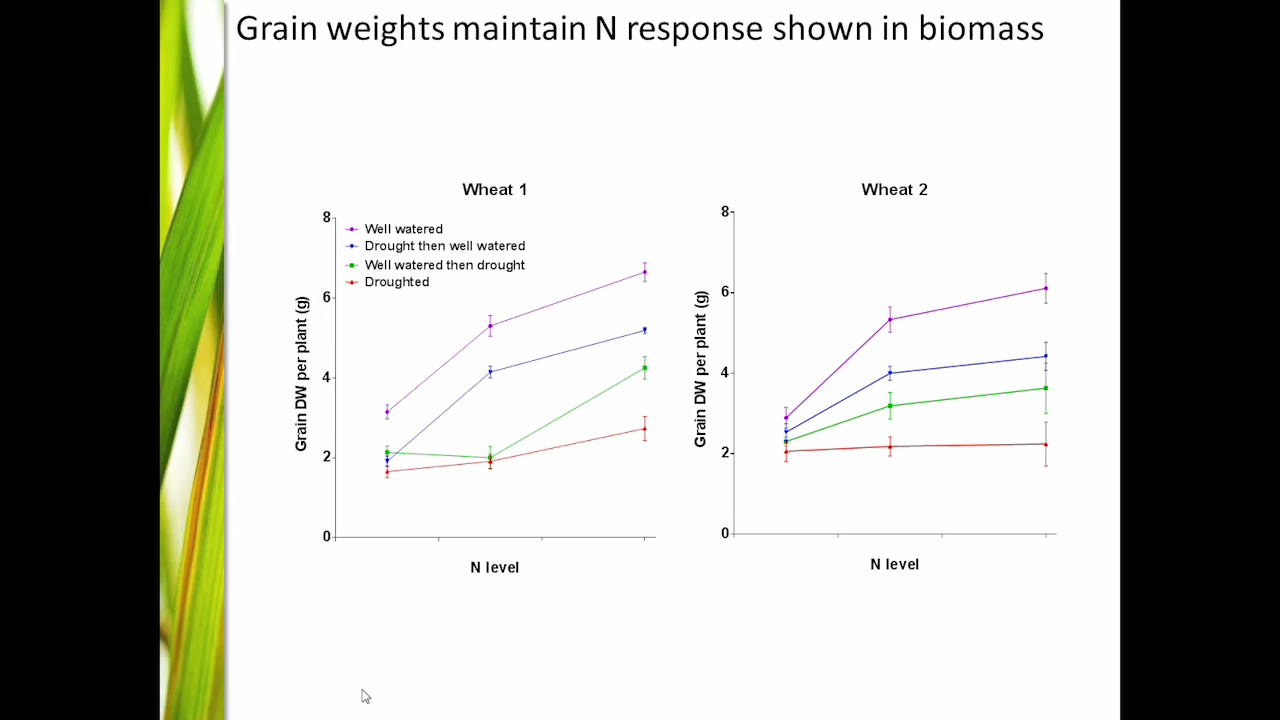 Grain weights maintain N response shown in biomass
Wheat 1
8
6
4
2
0
Grain DW per plant (g)
Well watered
Drought then well watered
Well watered then drought
Droughted
N level
Wheat 2
8
6
4
2
0
Grain DW per plant (g)
N level